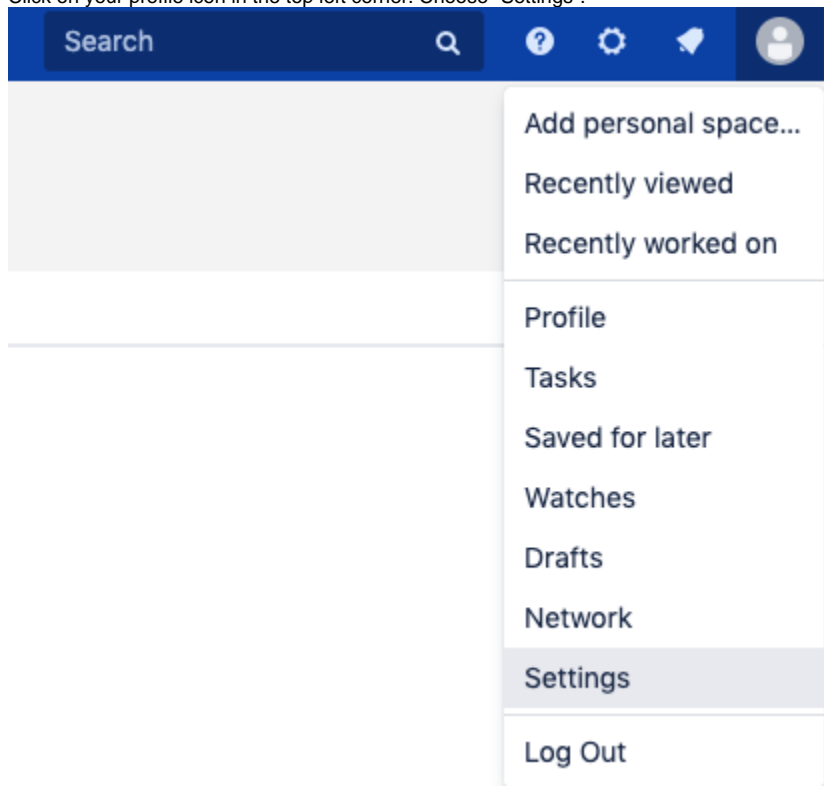 Click on your profile icon in the top left corner. Choose "Settings".
Search
Add personal space...
Recently viewed
Recently worked on
Profile
Tasks
Saved for later
Watches
Drafts
Network
Settings
Log Out